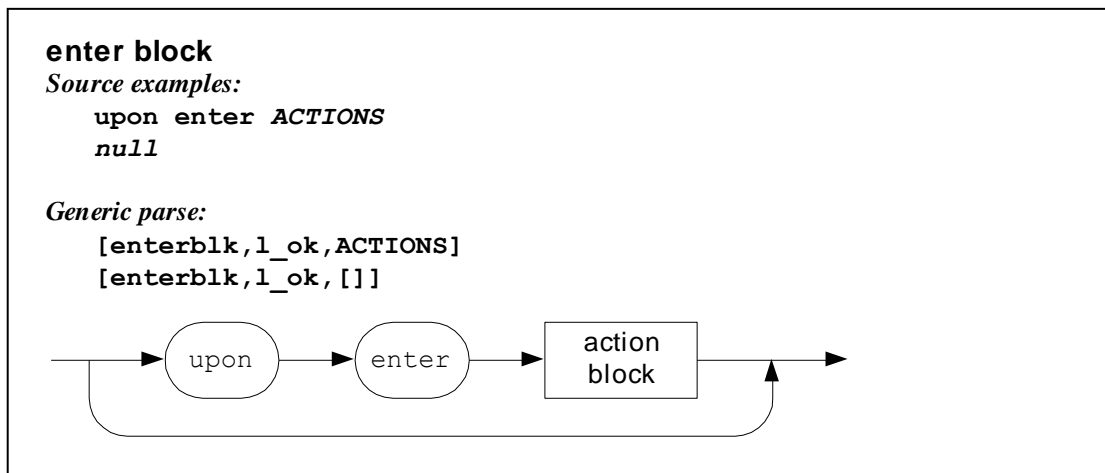 enter block
Source examples:
upon enter ACTIONS
null
Generic parse:
[enterblk,l_ok,ACTIONS]
[enterblk,l_ok,[]]
upon
enter
action
block